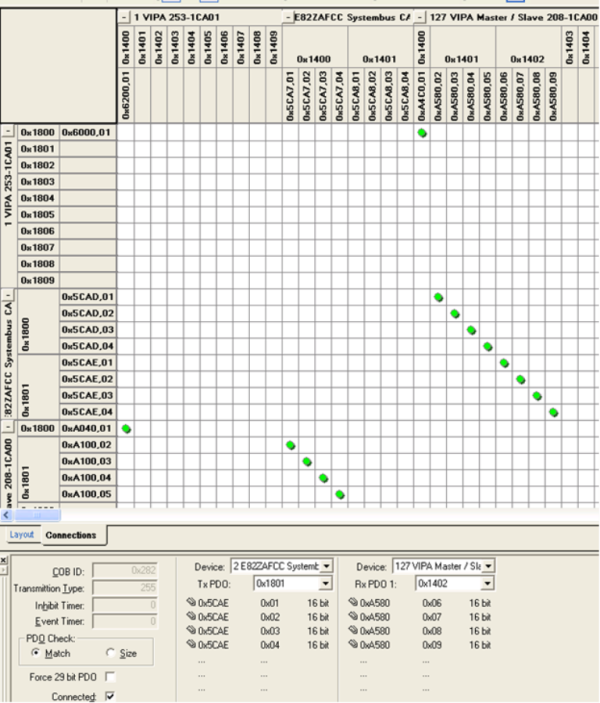 - 1 VIPA 253-1CA01 - E82ZAFCC Systembus CA - 127 VIPA Master / Slave 208-1CA00
0x1400 0x1401 0x1402 0x1403 0x1404 0x1405 0x1406 0x1407 0x1408 0x1409 0x1400 0x1401 0x1400 0x1401 0x1402 0x1403 0x1404
0x6200,01 0x5CA7,01 0x5CA7,02 0x5CA7,03 0x5CA7,04 0x5CA8,01 0x5CA8,02 0x5CA8,03 0x5CA8,04 0xA4C0,01 0xA580,02 0xA580,03 0xA580,04 0xA580,05 0xA580,06 0xA580,07 0xA580,08 0xA580,09
- 1 VIPA 253-1CA01
0x1800 0x6000,01
0x1801
0x1802
0x1803
0x1804
0x1805
0x1806
0x1807
0x1808
0x1809
- :82ZAFCC Systembus CA
0x1800
0x5CAD,01
0x5CAD,02
0x5CAD,03
0x5CAD,04
0x1801
0x5CAE,01
0x5CAE,02
0x5CAE,03
0x5CAE,04
- ave 208-1CA00
0x1800 0xA040,01
0x1801
0xA100,02
0xA100,03
0xA100,04
0xA100,05
Layout Connections
COB ID: 0x282
Transmittion Type: 255
Inhibit Timer: 0
Event Timer: 0
PDO Check:
Match Size
Force 29 bit PDO
Connected:
Device: 2 E82ZAFCC Systemb
Tx PDO: 0x1801
0x5CAE 0x01 16 bit
0x5CAE 0x02 16 bit
0x5CAE 0x03 16 bit
0x5CAE 0x04 16 bit
... ...
... ...
Device: 127 VIPA Master / Sla
Rx PDO 1: 0x1402
0xA580 0x06 16 bit
0xA580 0x07 16 bit
0xA580 0x08 16 bit
0xA580 0x09 16 bit
... ...
... ...